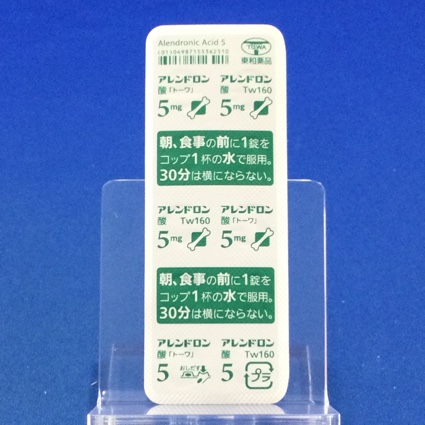 Alendronic Acid 5
TOWA
(01)04987155362510
東和薬品
アレンドロン アレンドロン
酸「トーワ」 酸 Tw160
5mg 5mg
朝、食事の前に1錠を
コップ1杯の水で服用。
30分は横にならない。
アレンドロン アレンドロン
酸 Tw160 酸「トーワ」
5mg 5mg
朝、食事の前に1錠を
コップ1杯の水で服用。
30分は横にならない。
アレンドロン アレンドロン
酸「トーワ」 酸 Tw160
5 おしだす 5 プラ